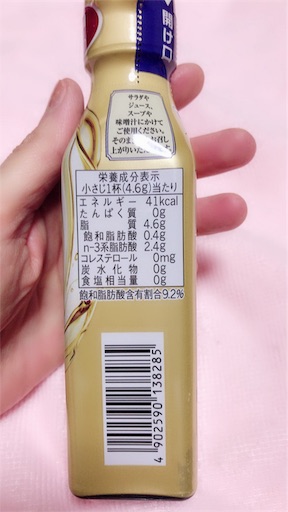 開け口
サラダや
ジュース、
スープや
味噌汁にかけて
ご使用ください。
そのまま
上がりいた
栄養成分表示
小さじ1杯(4.6g)当たり
エネルギー 41kcal
たんぱく質 0g
脂質 4.6g
飽和脂肪酸 0.4g
n-3系脂肪酸 2.4g
コレステロール 0mg
炭水化物 0g
食塩相当量 0g
飽和脂肪酸含有割合9.2%
4 902590 138285